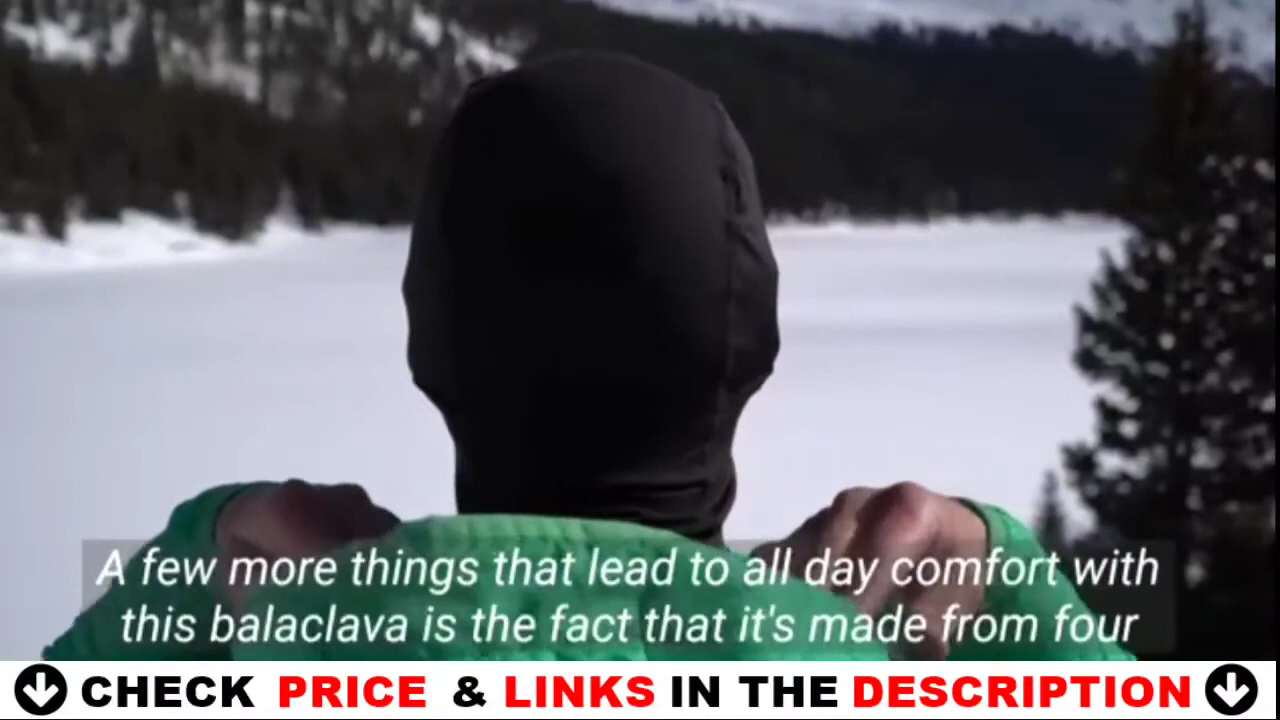 A few more things that lead to all day comfort with
this balaclava is the fact that it's made from four
CHECK PRICE & LINKS IN THE DESCRIPTION